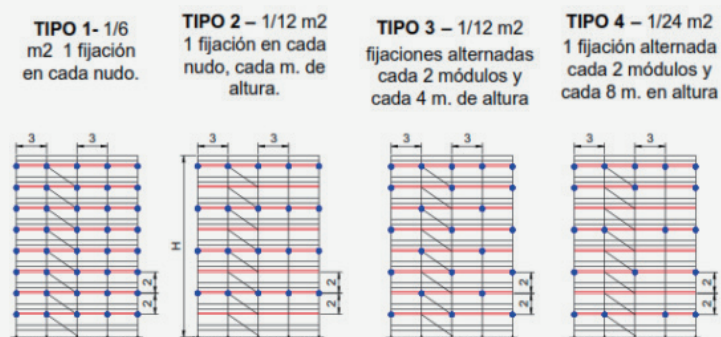 TIPO 1- 1/6
m2 1 fijación
en cada nudo.
TIPO 2 – 1/12 m2
1 fijación en cada
nudo, cada m. de
altura.
TIPO 3 – 1/12 m2
fijaciones alternadas
cada 2 módulos y
cada 4 m. de altura
TIPO 4 – 1/24 m2
1 fijación alternada
cada 2 módulos y
cada 8 m. en altura
3 3
3 3
3 3
3 3
H
2
2
2
2
2
2
2
2